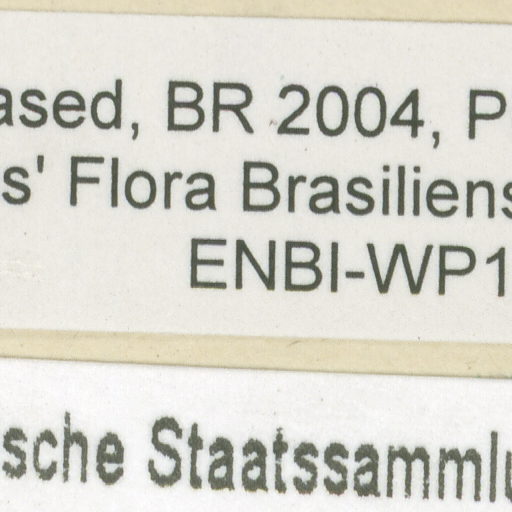 ased, BR 2004, P
s' Flora Brasiliens
ENBI-WP1
sche Staatssammlu